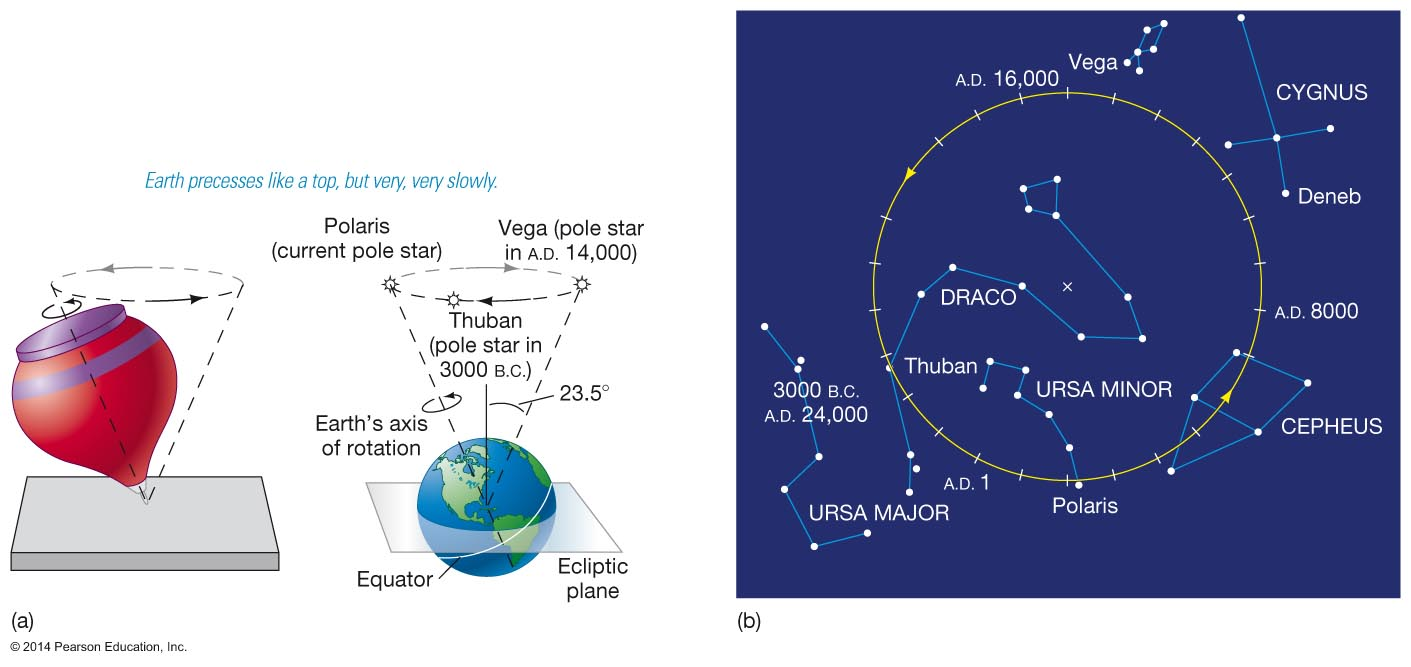 Earth precesses like a top, but very, very slowly.
Polaris
(current pole star)
Vega (pole star
in A.D. 14,000)
Thuban
(pole star in
3000 B.C.)
23.5°
Earth's axis
of rotation
Equator
Ecliptic
plane
(a)
© 2014 Pearson Education, Inc.
Vega
A.D. 16,000
CYGNUS
Deneb
DRACO
A.D. 8000
Thuban
3000 B.C.
A.D. 24,000
URSA MINOR
CEPHEUS
A.D. 1
Polaris
URSA MAJOR
(b)